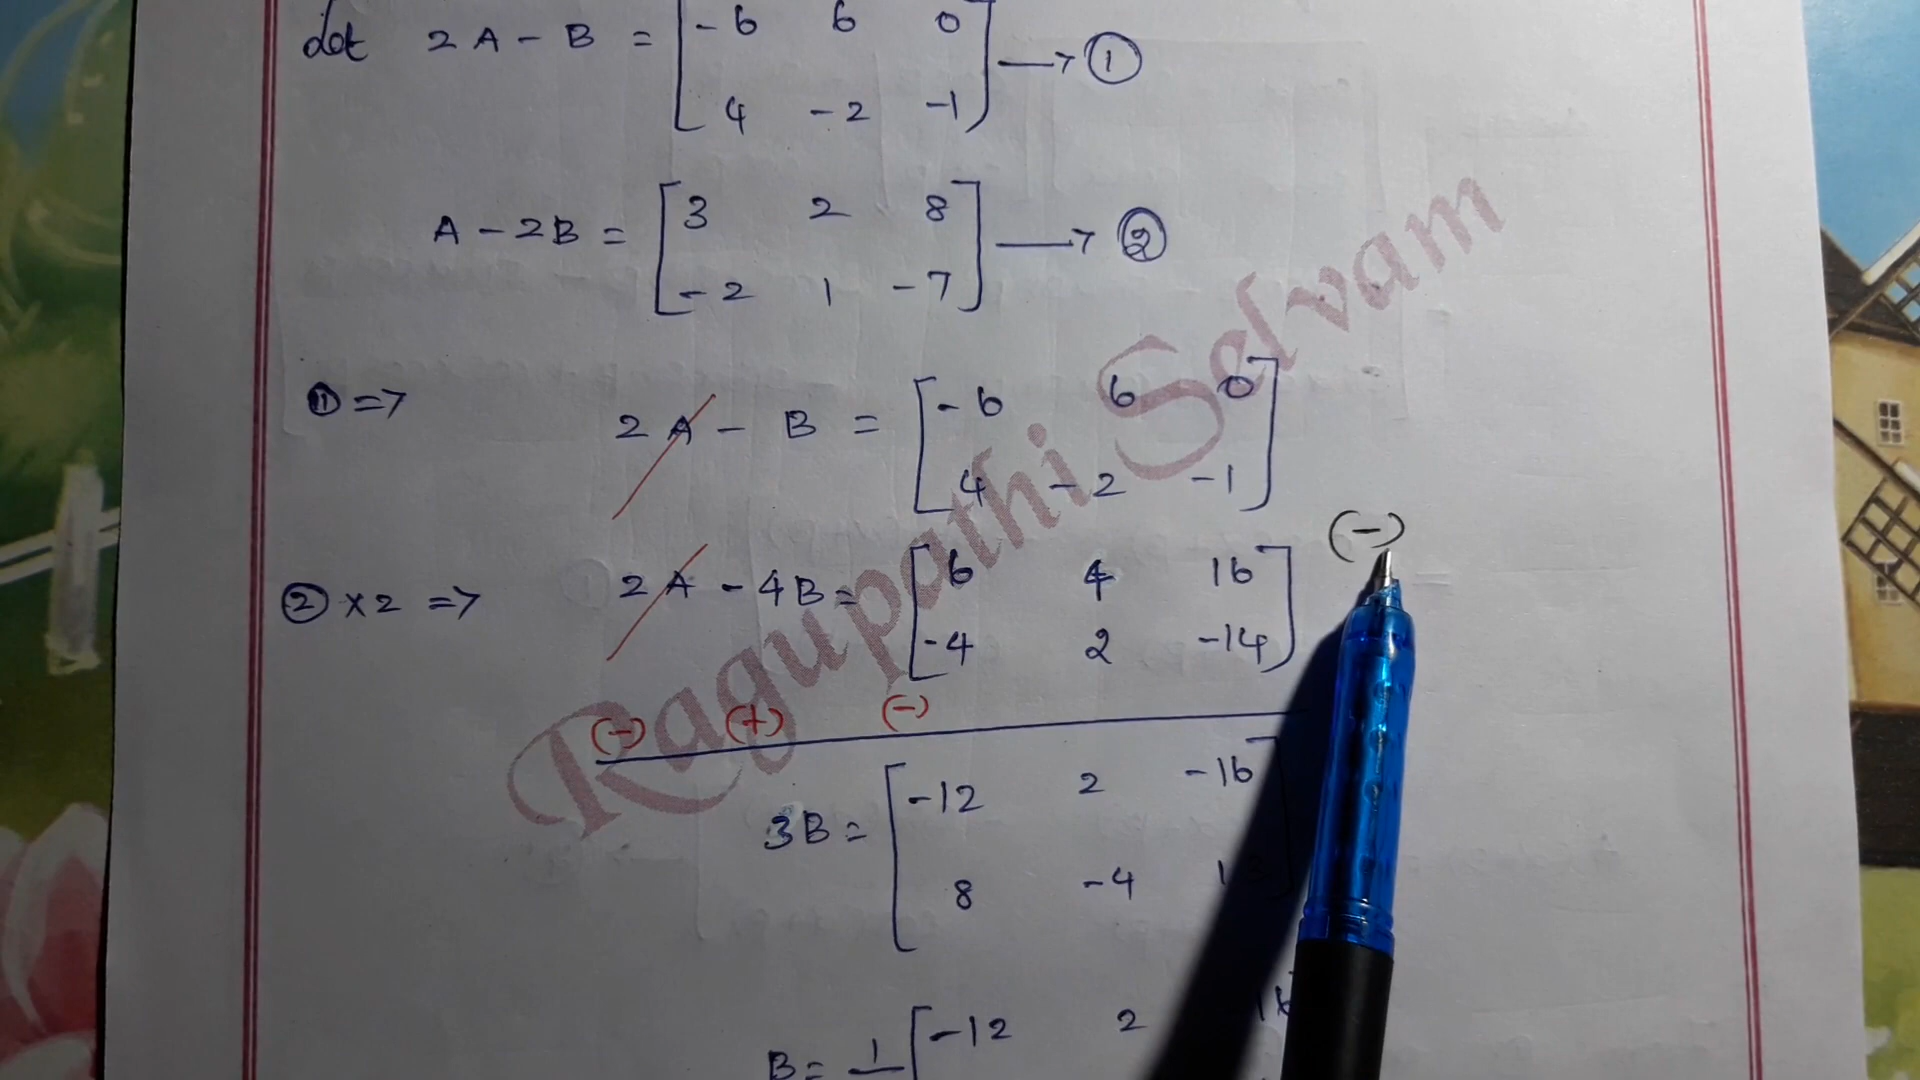 Let 2A - B = [-6 6 0
4 -2 -1] → ①
A - 2B = [3 2 8
-2 1 -7] → ②
① => 2A - B = [-6 6 0
4 -2 -1]
(-)
② x 2 => 2A - 4B = [6 4 16
-4 2 -14]
(-) (+) (-)
3B = [-12 2 -16
8 -4 13]
B = 1 [-12 2 -16
Ragupathi Selvam